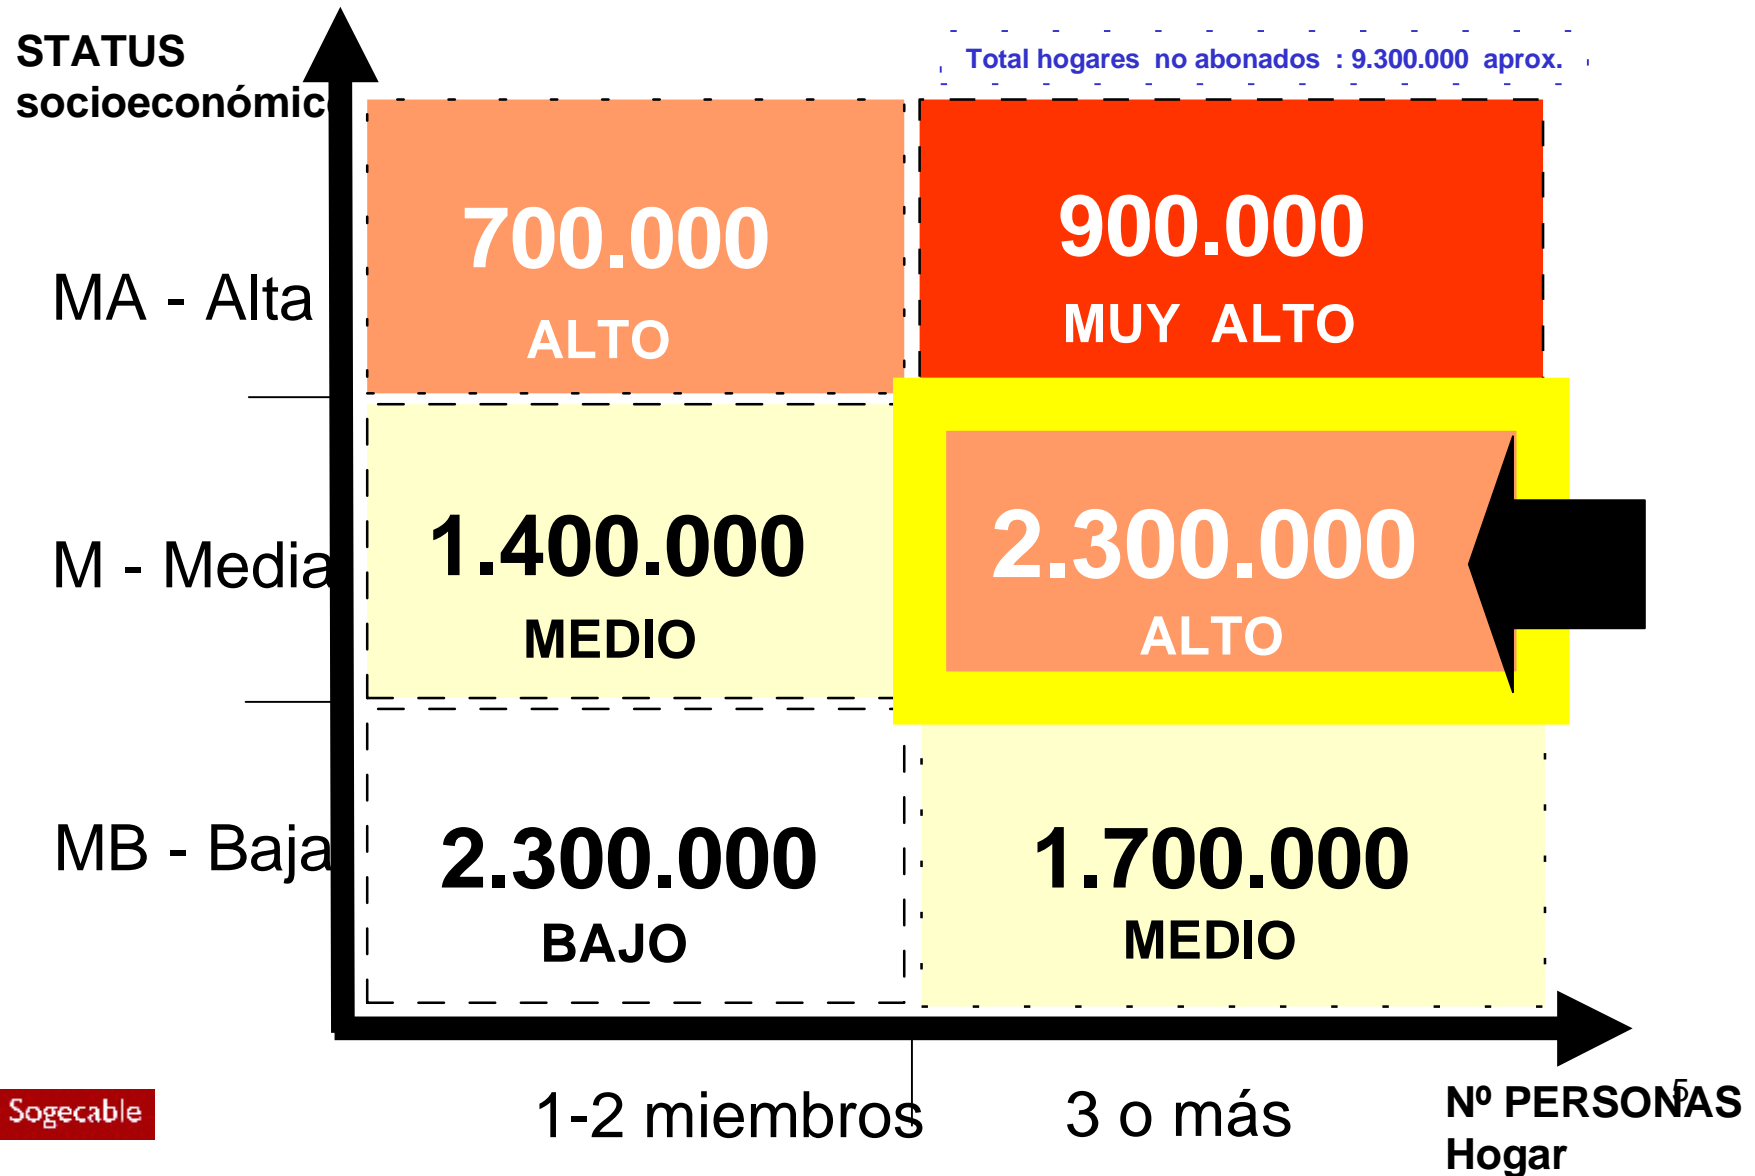 STATUS
socioeconómico
Total hogares no abonados : 9.300.000 aprox.
700.000
ALTO
900.000
MUY ALTO
MA - Alta
1.400.000
MEDIO
2.300.000
ALTO
M - Media
2.300.000
BAJO
1.700.000
MEDIO
MB - Baja
1-2 miembros
3 o más
Nº PERSONAS
Hogar
5
Sogecable